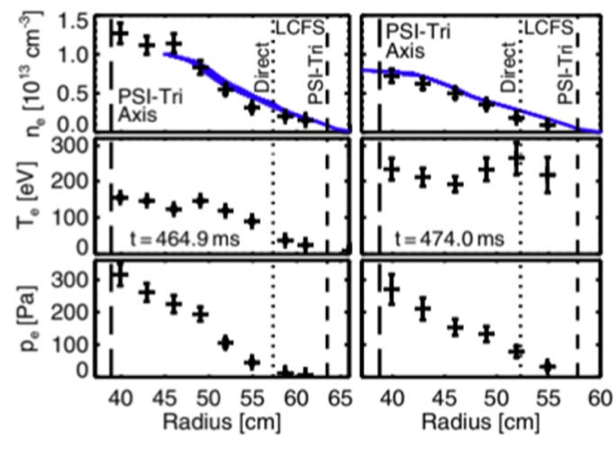 n_e [10^13 cm^-3]
1.5
1.0
0.5
0.0
PSI-Tri
Axis
Direct
LCFS
PSI-Tri
PSI-Tri
Axis
Direct
LCFS
PSI-Tri
T_e [eV]
300
200
100
0
t=464.9 ms
t=474.0 ms
p_e [Pa]
300
200
100
0
40 45 50 55 60 65
40 45 50 55 60
Radius [cm]
Radius [cm]